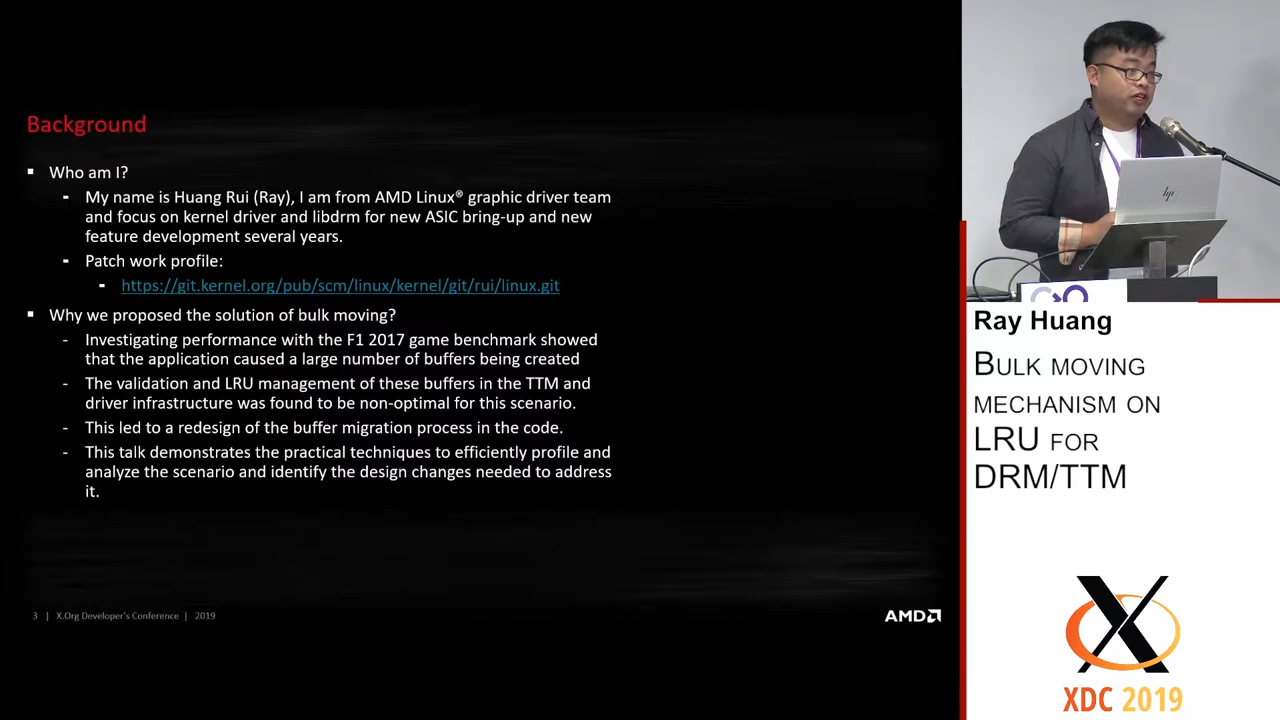 Background
▪ Who am I?
- My name is Huang Rui (Ray), I am from AMD Linux® graphic driver team
and focus on kernel driver and libdrm for new ASIC bring-up and new
feature development several years.
- Patch work profile:
▪ https://git.kernel.org/pub/scm/linux/kernel/git/rui/linux.git
▪ Why we proposed the solution of bulk moving?
- Investigating performance with the F1 2017 game benchmark showed
that the application caused a large number of buffers being created
- The validation and LRU management of these buffers in the TTM and
driver infrastructure was found to be non-optimal for this scenario.
- This led to a redesign of the buffer migration process in the code.
- This talk demonstrates the practical techniques to efficiently profile and
analyze the scenario and identify the design changes needed to address
it.
3 | X.Org Developer's Conference | 2019
AMD
hp
Ray Huang
BULK MOVING
MECHANISM ON
LRU FOR
DRM/TTM
X
XDC 2019